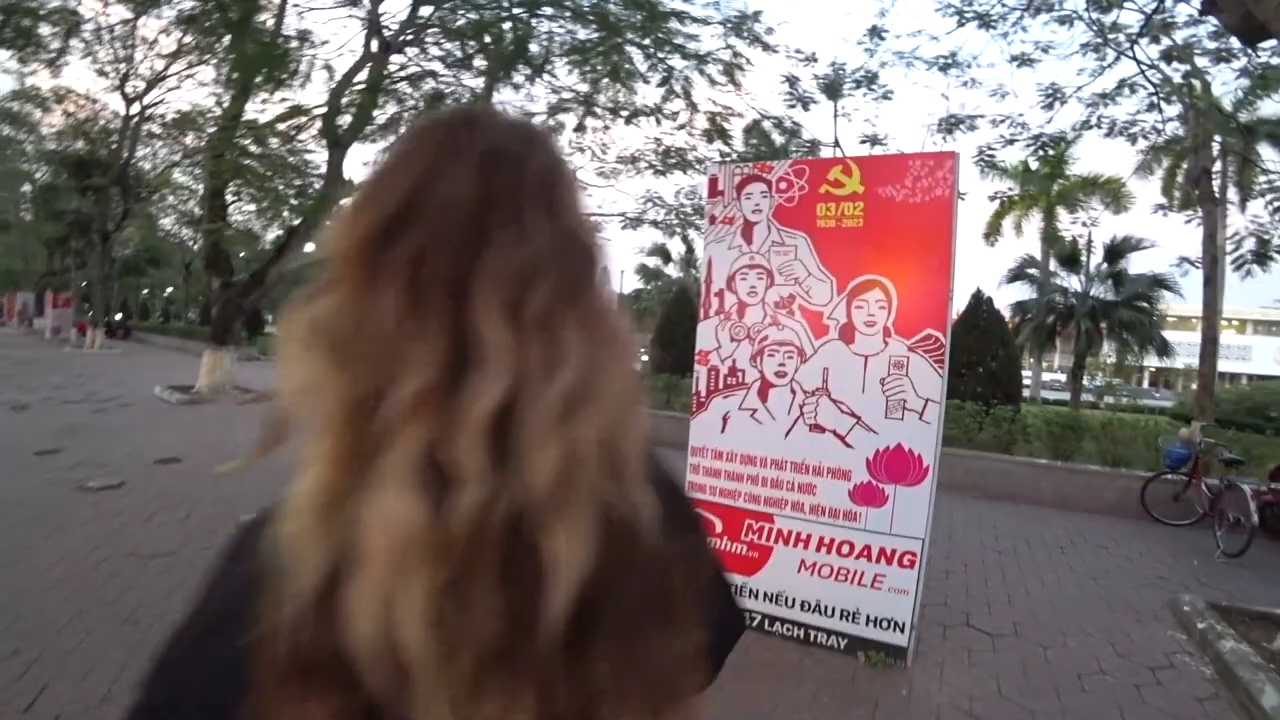 03/02
1930 - 2023
QUYẾT TÂM XÂY DỰNG VÀ PHÁT TRIỂN HẢI PHÒNG
TRỞ THÀNH THÀNH PHỐ ĐI ĐẦU CẢ NƯỚC
TRONG SỰ NGHIỆP CÔNG NGHIỆP HÓA, HIỆN ĐẠI HÓA!
mhm.vn
MINH HOANG
MOBILE.com
TIỀN NẾU ĐÂU RẺ HƠN
47 LẠCH TRAY